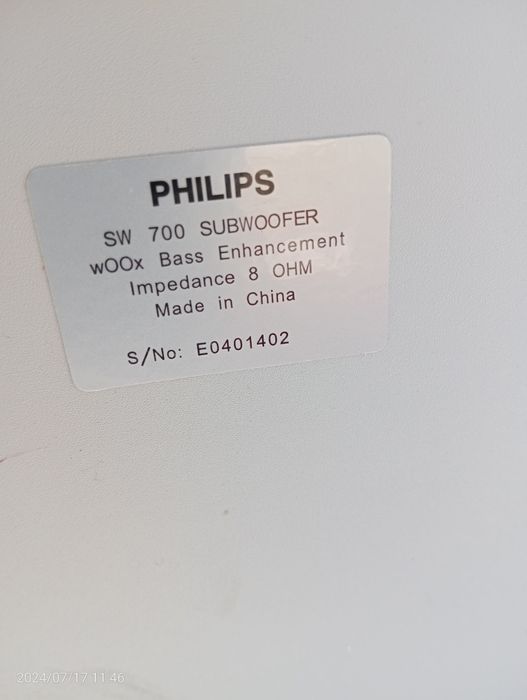 PHILIPS
SW 700 SUBWOOFER
wOOx Bass Enhancement
Impedance 8 OHM
Made in China
S/No: E0401402
2024/07/17 11:46